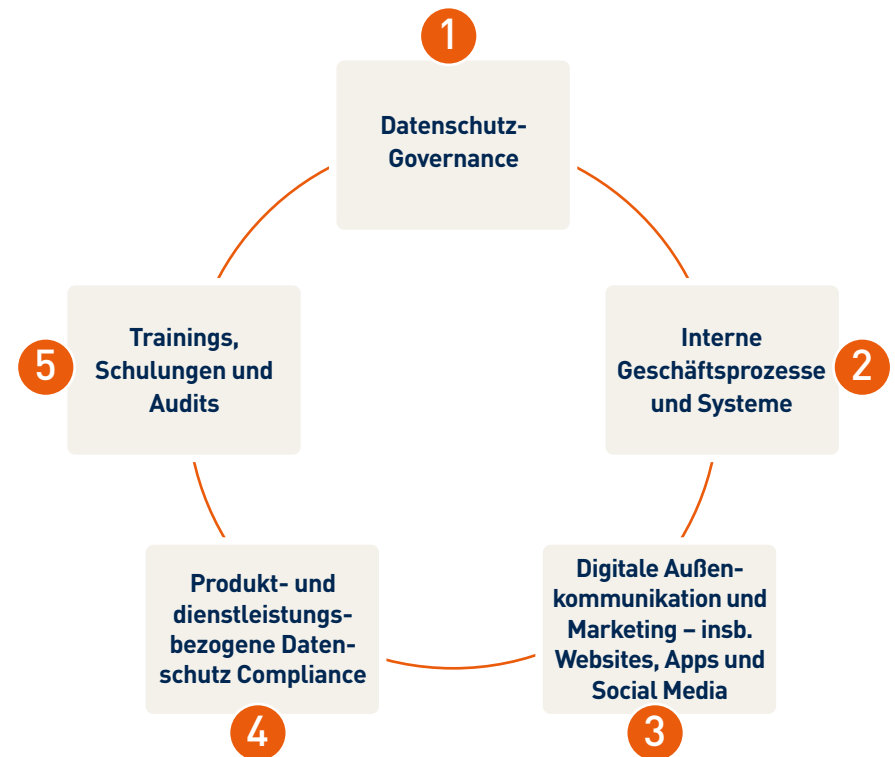 1
Datenschutz-
Governance
2
Interne
Geschäftsprozesse
und Systeme
3
Digitale Außen-
kommunikation und
Marketing – insb.
Websites, Apps und
Social Media
4
Produkt- und
dienstleistungs-
bezogene Daten-
schutz Compliance
5
Trainings,
Schulungen und
Audits